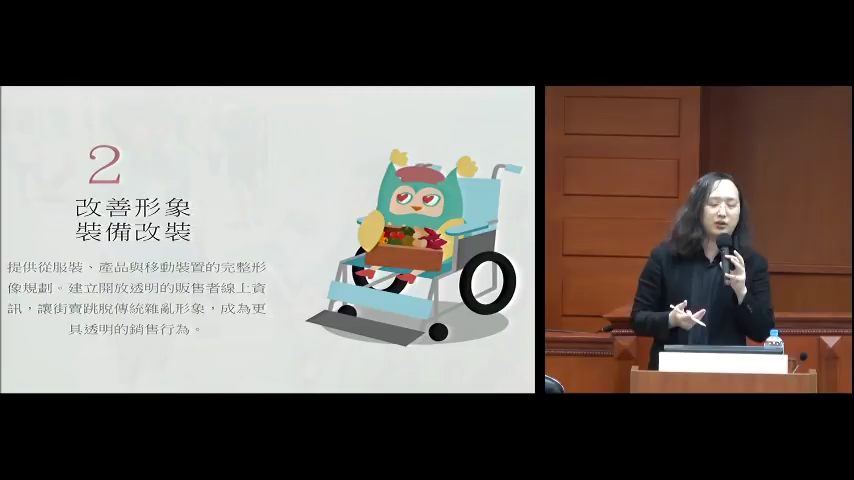 2
改善形象
裝備改裝
提供從服裝、產品與移動裝置的完整形
像規劃。建立開放透明的販售者線上資
訊，讓街賣跳脫傳統雜亂形象，成為更
具透明的銷售行為。